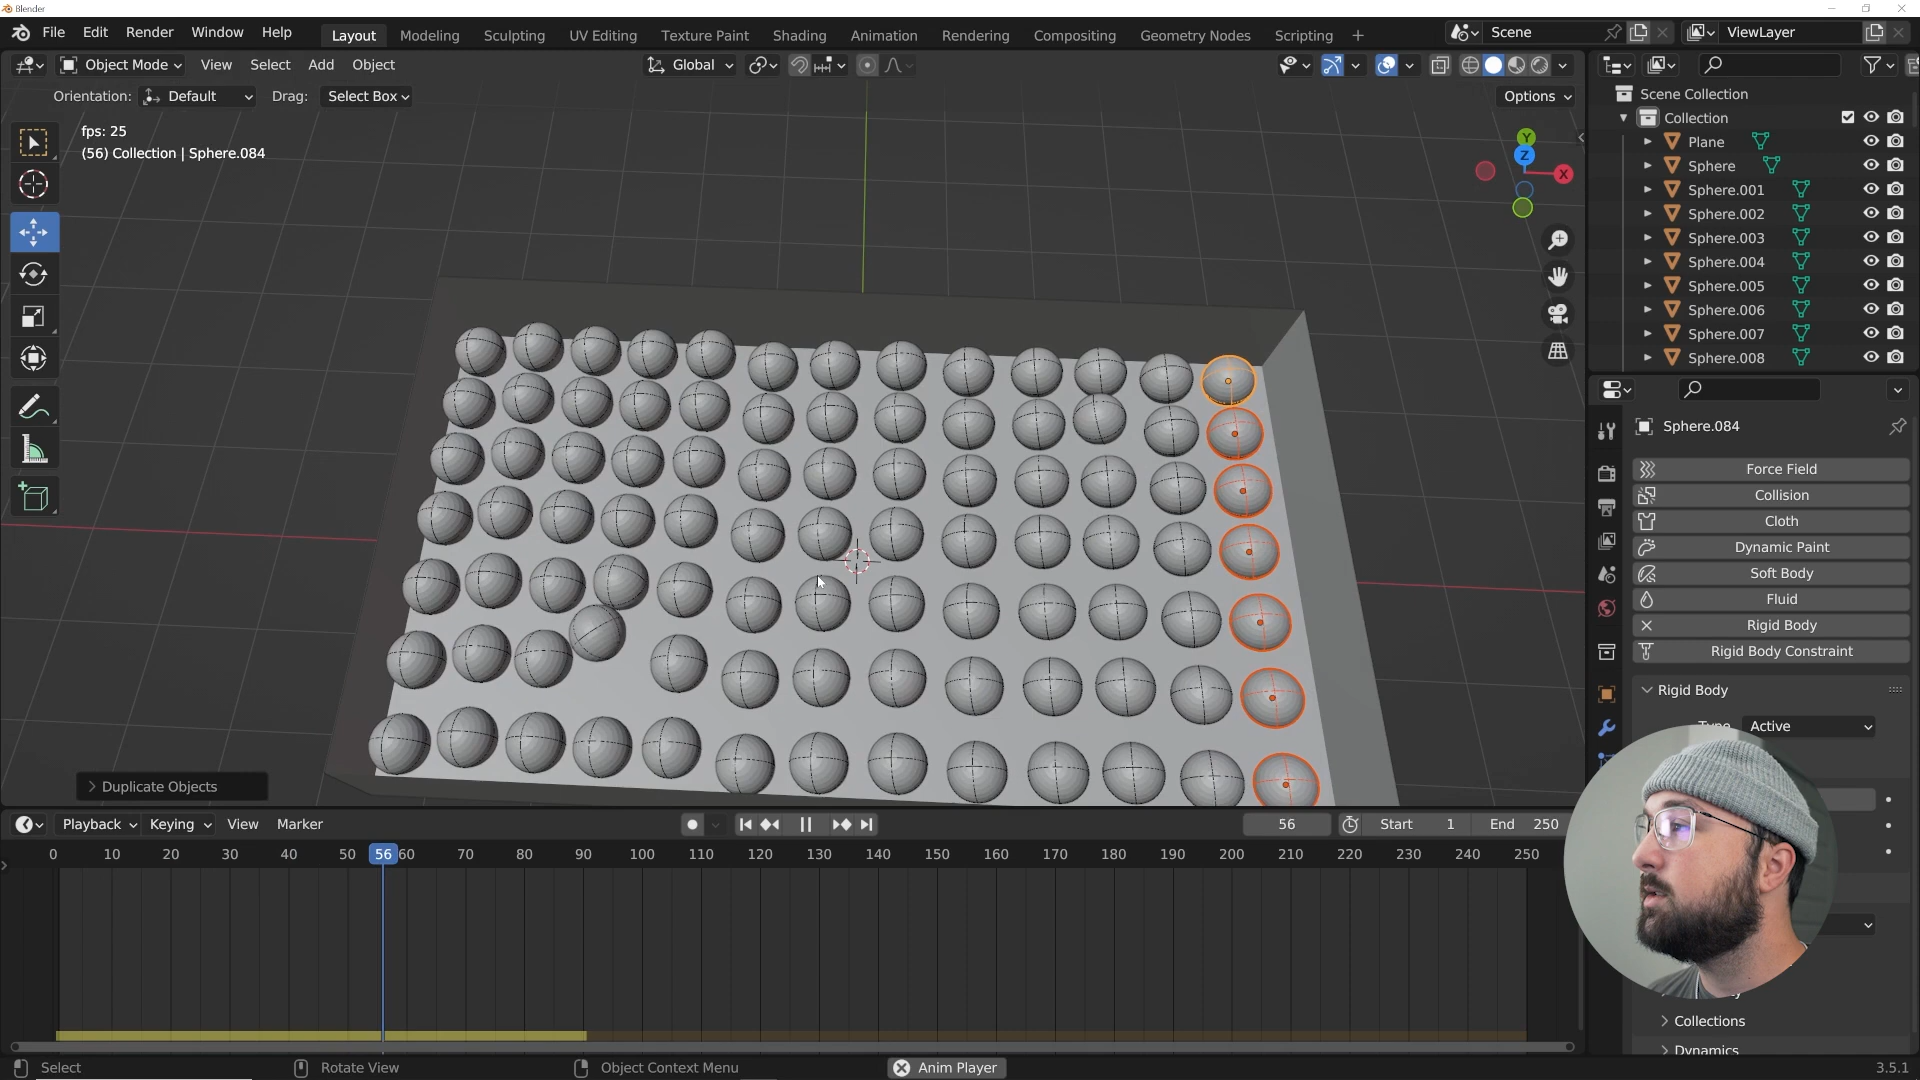 Blender
File Edit Render Window Help Layout Modeling Sculpting UV Editing Texture Paint Shading Animation Rendering Compositing Geometry Nodes Scripting + Scene ViewLayer
Object Mode View Select Add Object Global
Orientation: Default Drag: Select Box Options
fps: 25
(56) Collection | Sphere.084
Y
Z
X
Scene Collection
Collection
Plane
Sphere
Sphere.001
Sphere.002
Sphere.003
Sphere.004
Sphere.005
Sphere.006
Sphere.007
Sphere.008
Sphere.084
Force Field
Collision
Cloth
Dynamic Paint
Soft Body
Fluid
Rigid Body
Rigid Body Constraint
Rigid Body
Type Active
Collections
Dynamics
Duplicate Objects
Playback Keying View Marker 56 Start 1 End 250
0 10 20 30 40 50 56 60 70 80 90 100 110 120 130 140 150 160 170 180 190 200 210 220 230 240 250
Select Rotate View Object Context Menu Anim Player 3.5.1